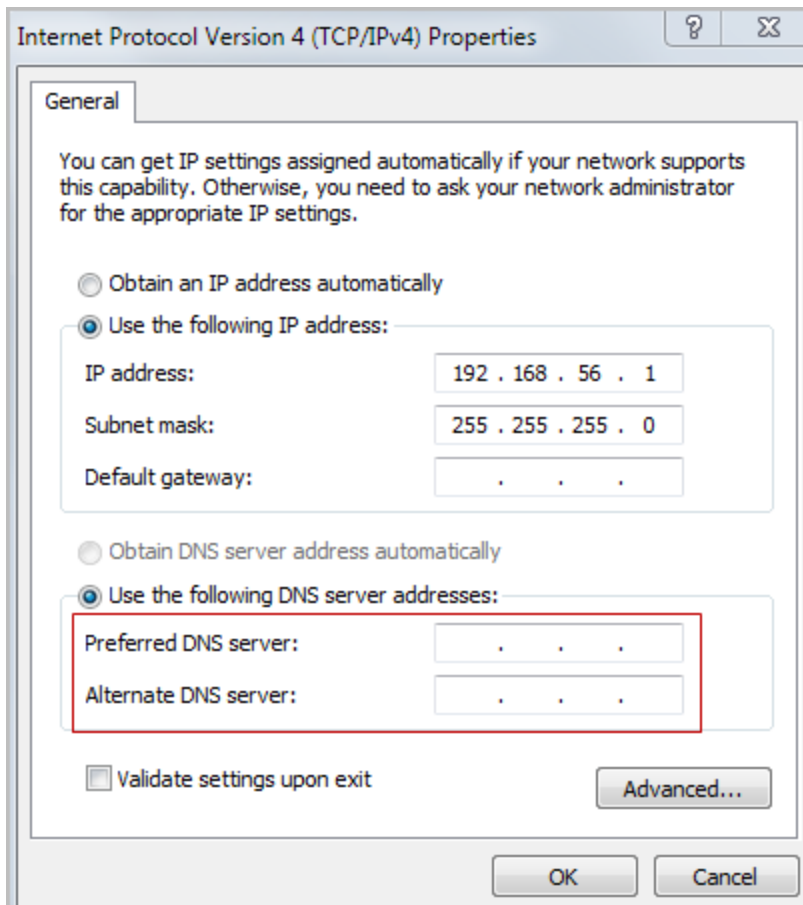 Internet Protocol Version 4 (TCP/IPv4) Properties
General
You can get IP settings assigned automatically if your network supports
this capability. Otherwise, you need to ask your network administrator
for the appropriate IP settings.
Obtain an IP address automatically
Use the following IP address:
IP address: 192 . 168 . 56 . 1
Subnet mask: 255 . 255 . 255 . 0
Default gateway: . . .
Obtain DNS server address automatically
Use the following DNS server addresses:
Preferred DNS server: . . .
Alternate DNS server: . . .
Validate settings upon exit
Advanced...
OK Cancel